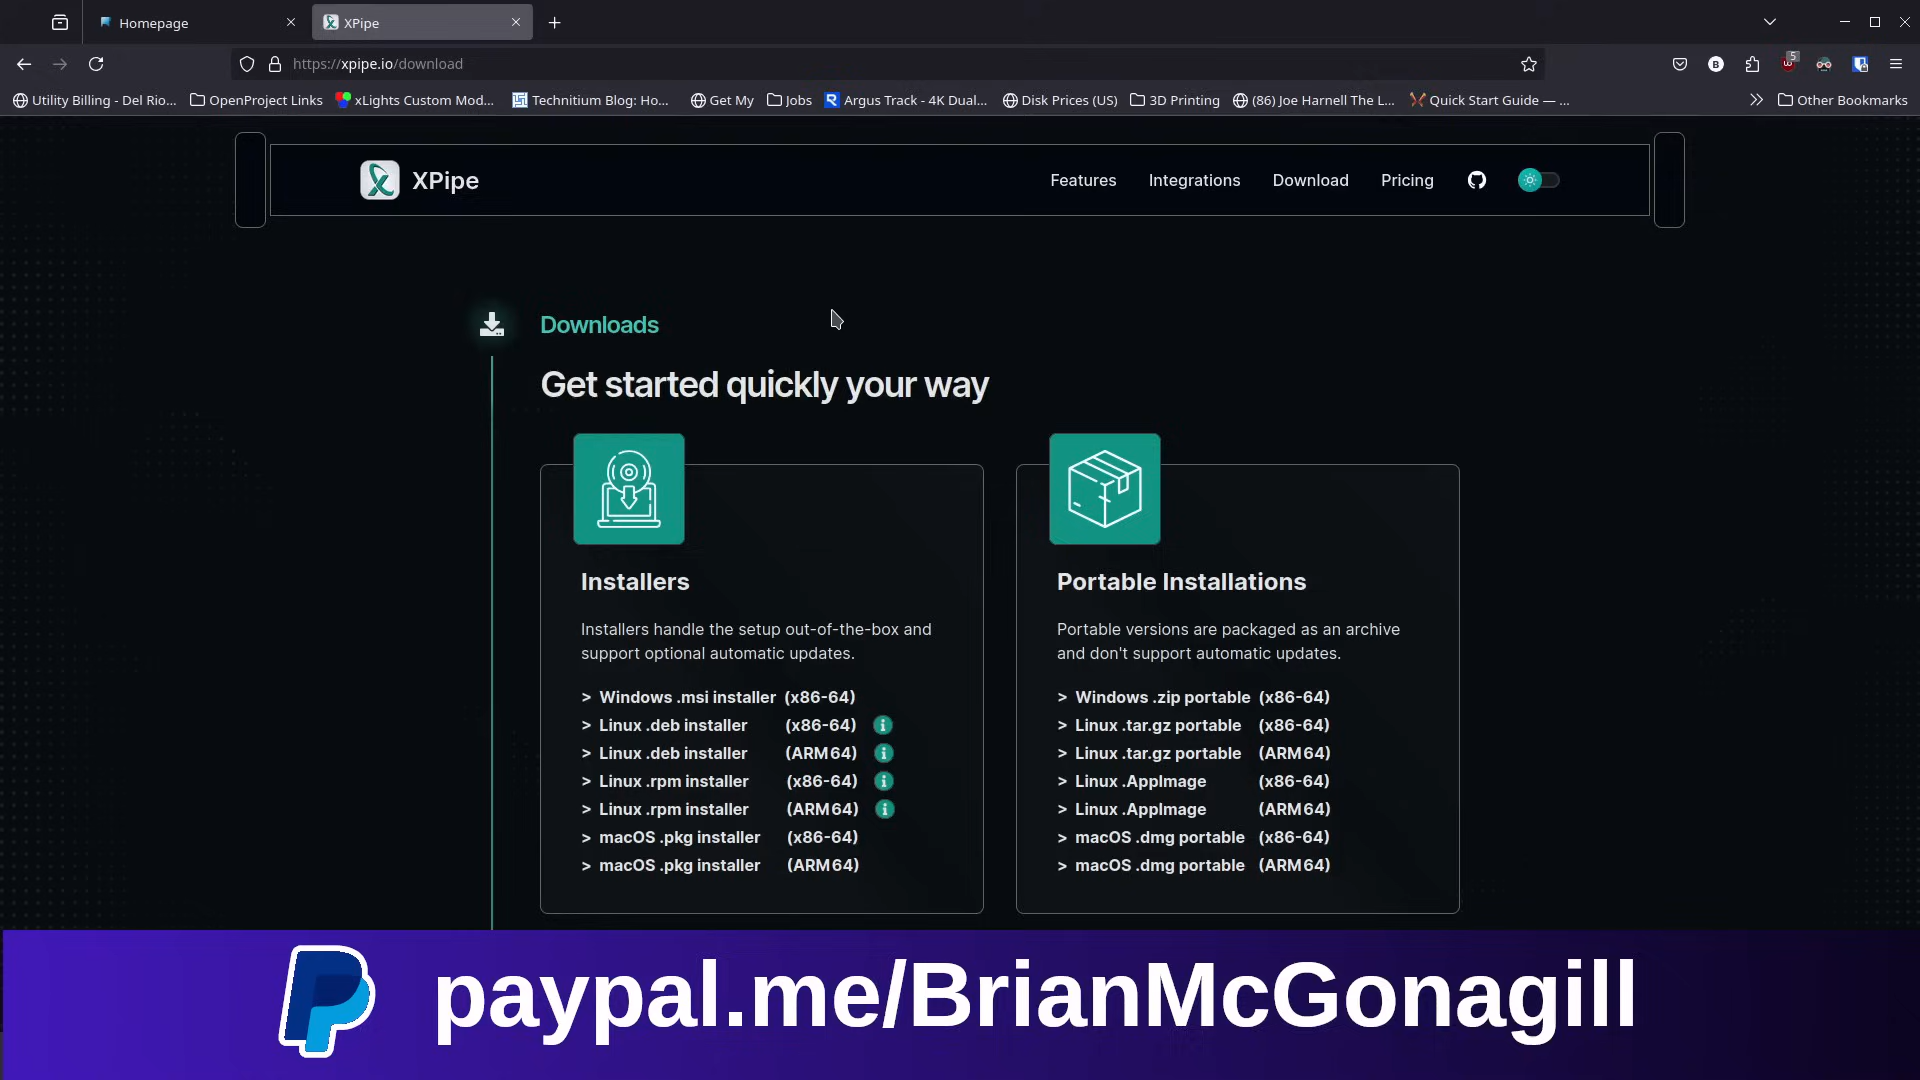 Homepage
XPipe
https://xpipe.io/download
B
5
Utility Billing - Del Rio...
OpenProject Links
xLights Custom Mod...
Technitium Blog: Ho...
Get My
Jobs
Argus Track - 4K Dual...
Disk Prices (US)
3D Printing
(86) Joe Harnell The L...
Quick Start Guide — ...
Other Bookmarks
XPipe
Features
Integrations
Download
Pricing
Downloads
Get started quickly your way
Installers
Installers handle the setup out-of-the-box and
support optional automatic updates.
> Windows .msi installer (x86-64)
> Linux .deb installer (x86-64)
> Linux .deb installer (ARM64)
> Linux .rpm installer (x86-64)
> Linux .rpm installer (ARM64)
> macOS .pkg installer (x86-64)
> macOS .pkg installer (ARM64)
Portable Installations
Portable versions are packaged as an archive
and don't support automatic updates.
> Windows .zip portable (x86-64)
> Linux .tar.gz portable (x86-64)
> Linux .tar.gz portable (ARM64)
> Linux .AppImage (x86-64)
> Linux .AppImage (ARM64)
> macOS .dmg portable (x86-64)
> macOS .dmg portable (ARM64)
paypal.me/BrianMcGonagill